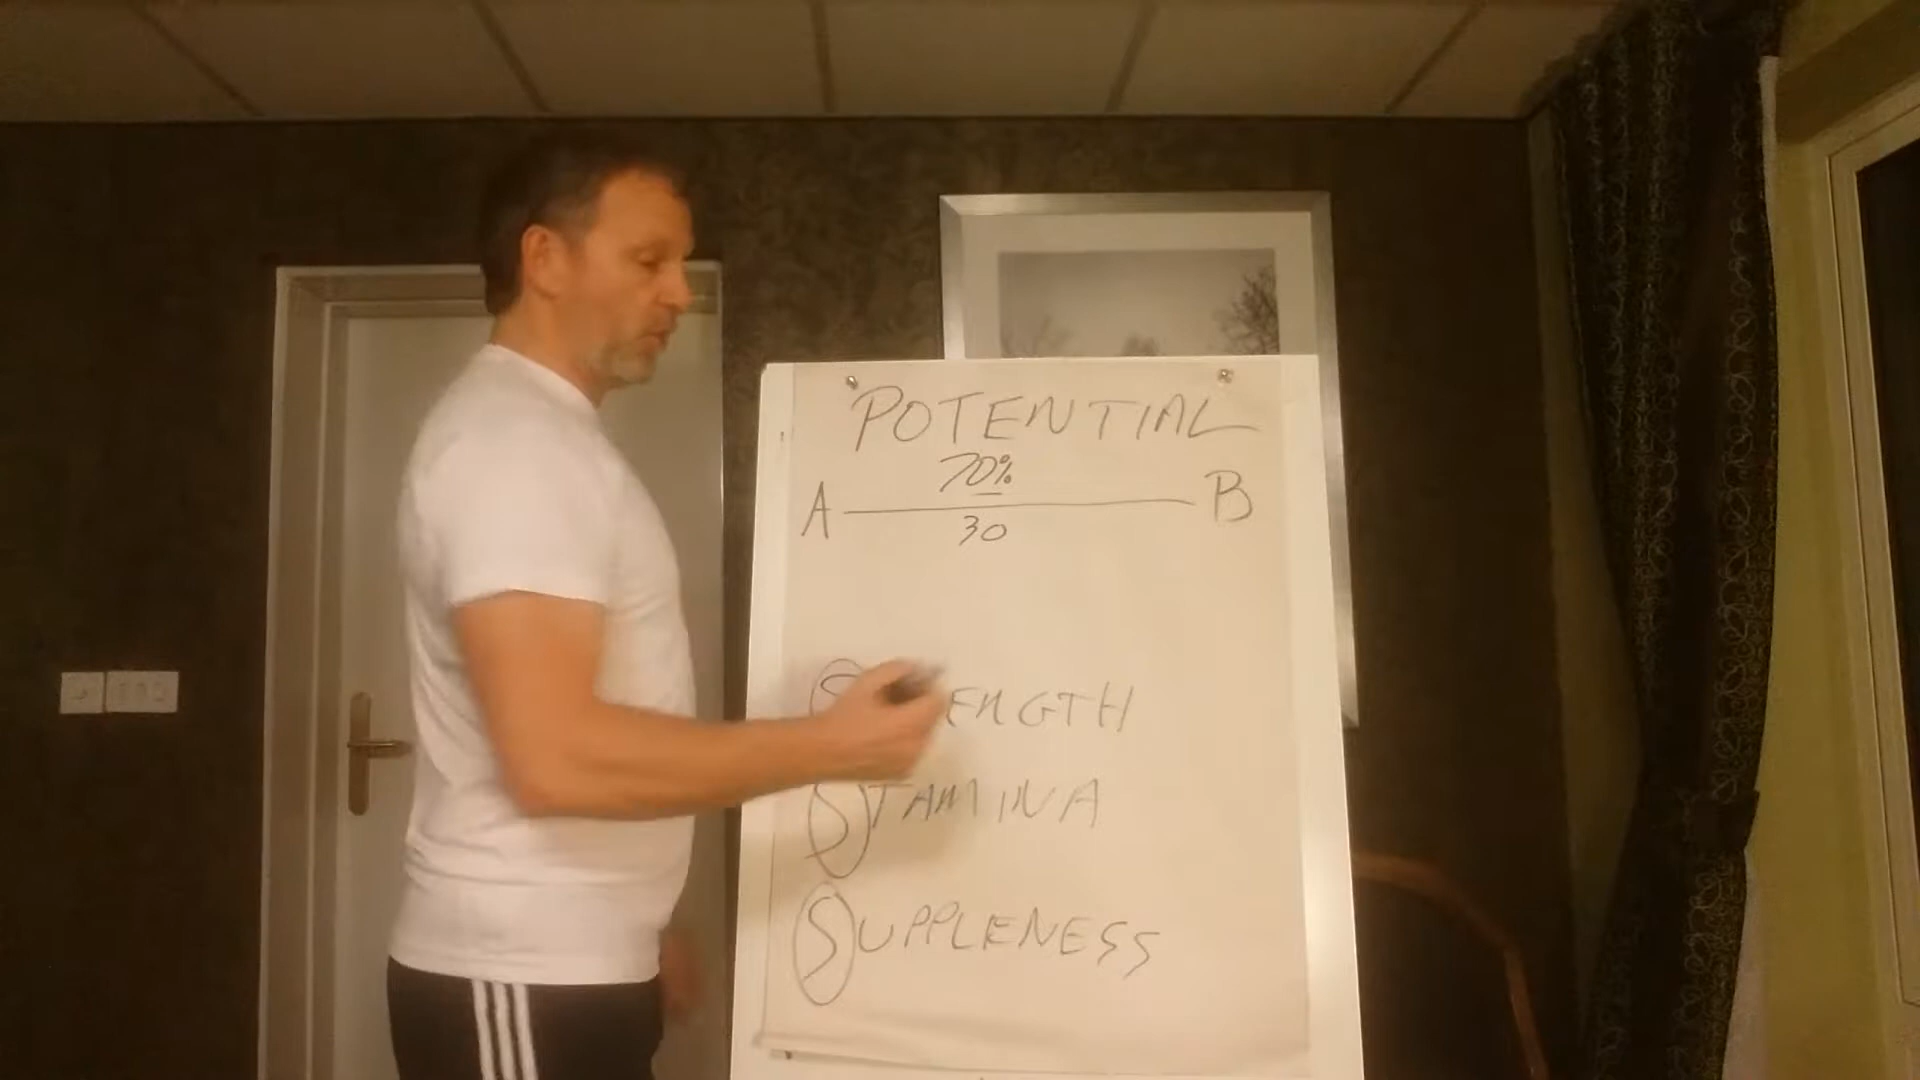 POTENTIAL
70%
A B
30
STAMINA
SUPPLENESS